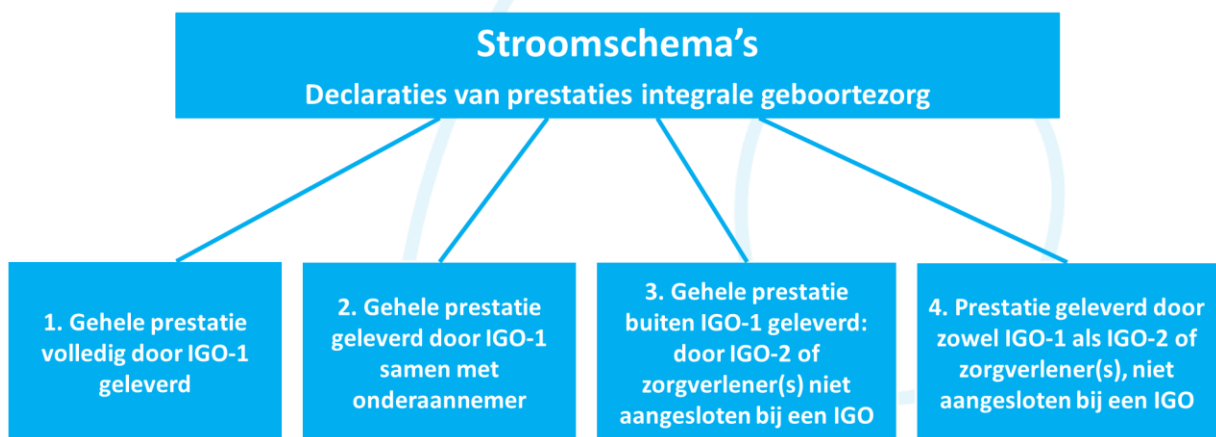 Stroomschema's
Declaraties van prestaties integrale geboortezorg
1. Gehele prestatie
volledig door IGO-1
geleverd
2. Gehele prestatie
geleverd door IGO-1
samen met
onderaannemer
3. Gehele prestatie
buiten IGO-1 geleverd:
door IGO-2 of
zorgverlener(s) niet
aangesloten bij een IGO
4. Prestatie geleverd door
zowel IGO-1 als IGO-2 of
zorgverlener(s), niet
aangesloten bij een IGO